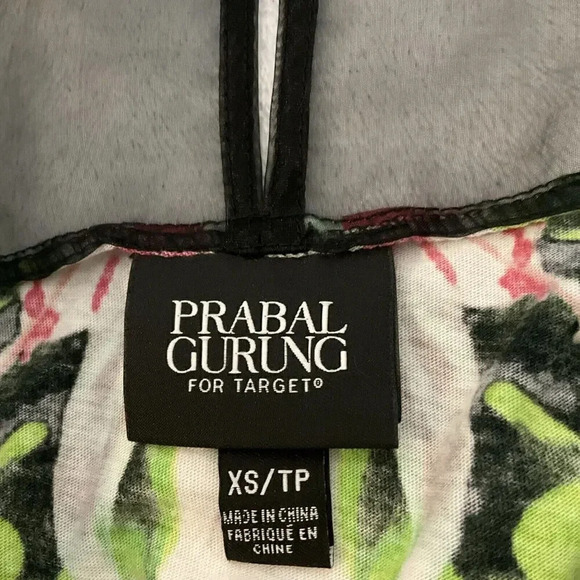 PRABAL
GURUNG
FOR TARGET®
XS/TP
MADE IN CHINA
FABRIQUÉ EN
CHINE